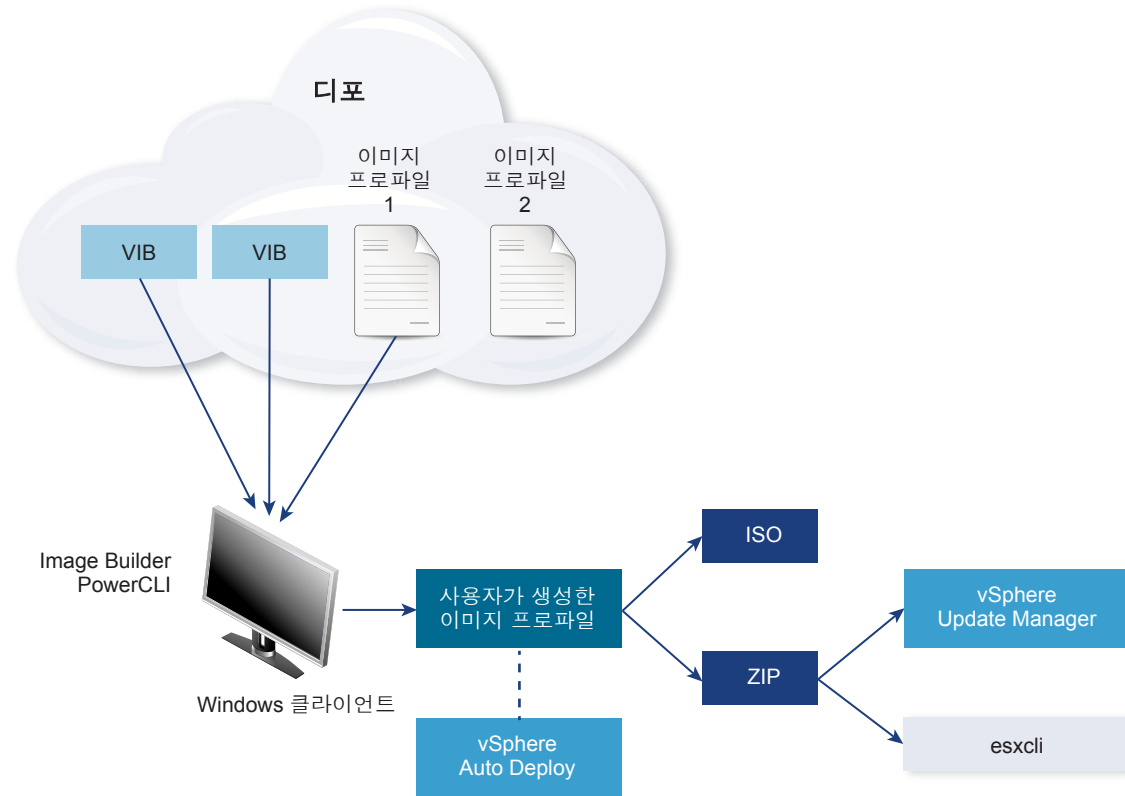 디포
이미지
프로파일
1
이미지
프로파일
2
VIB
VIB
Image Builder
PowerCLI
Windows 클라이언트
사용자가 생성한
이미지 프로파일
vSphere
Auto Deploy
ISO
ZIP
vSphere
Update Manager
esxcli